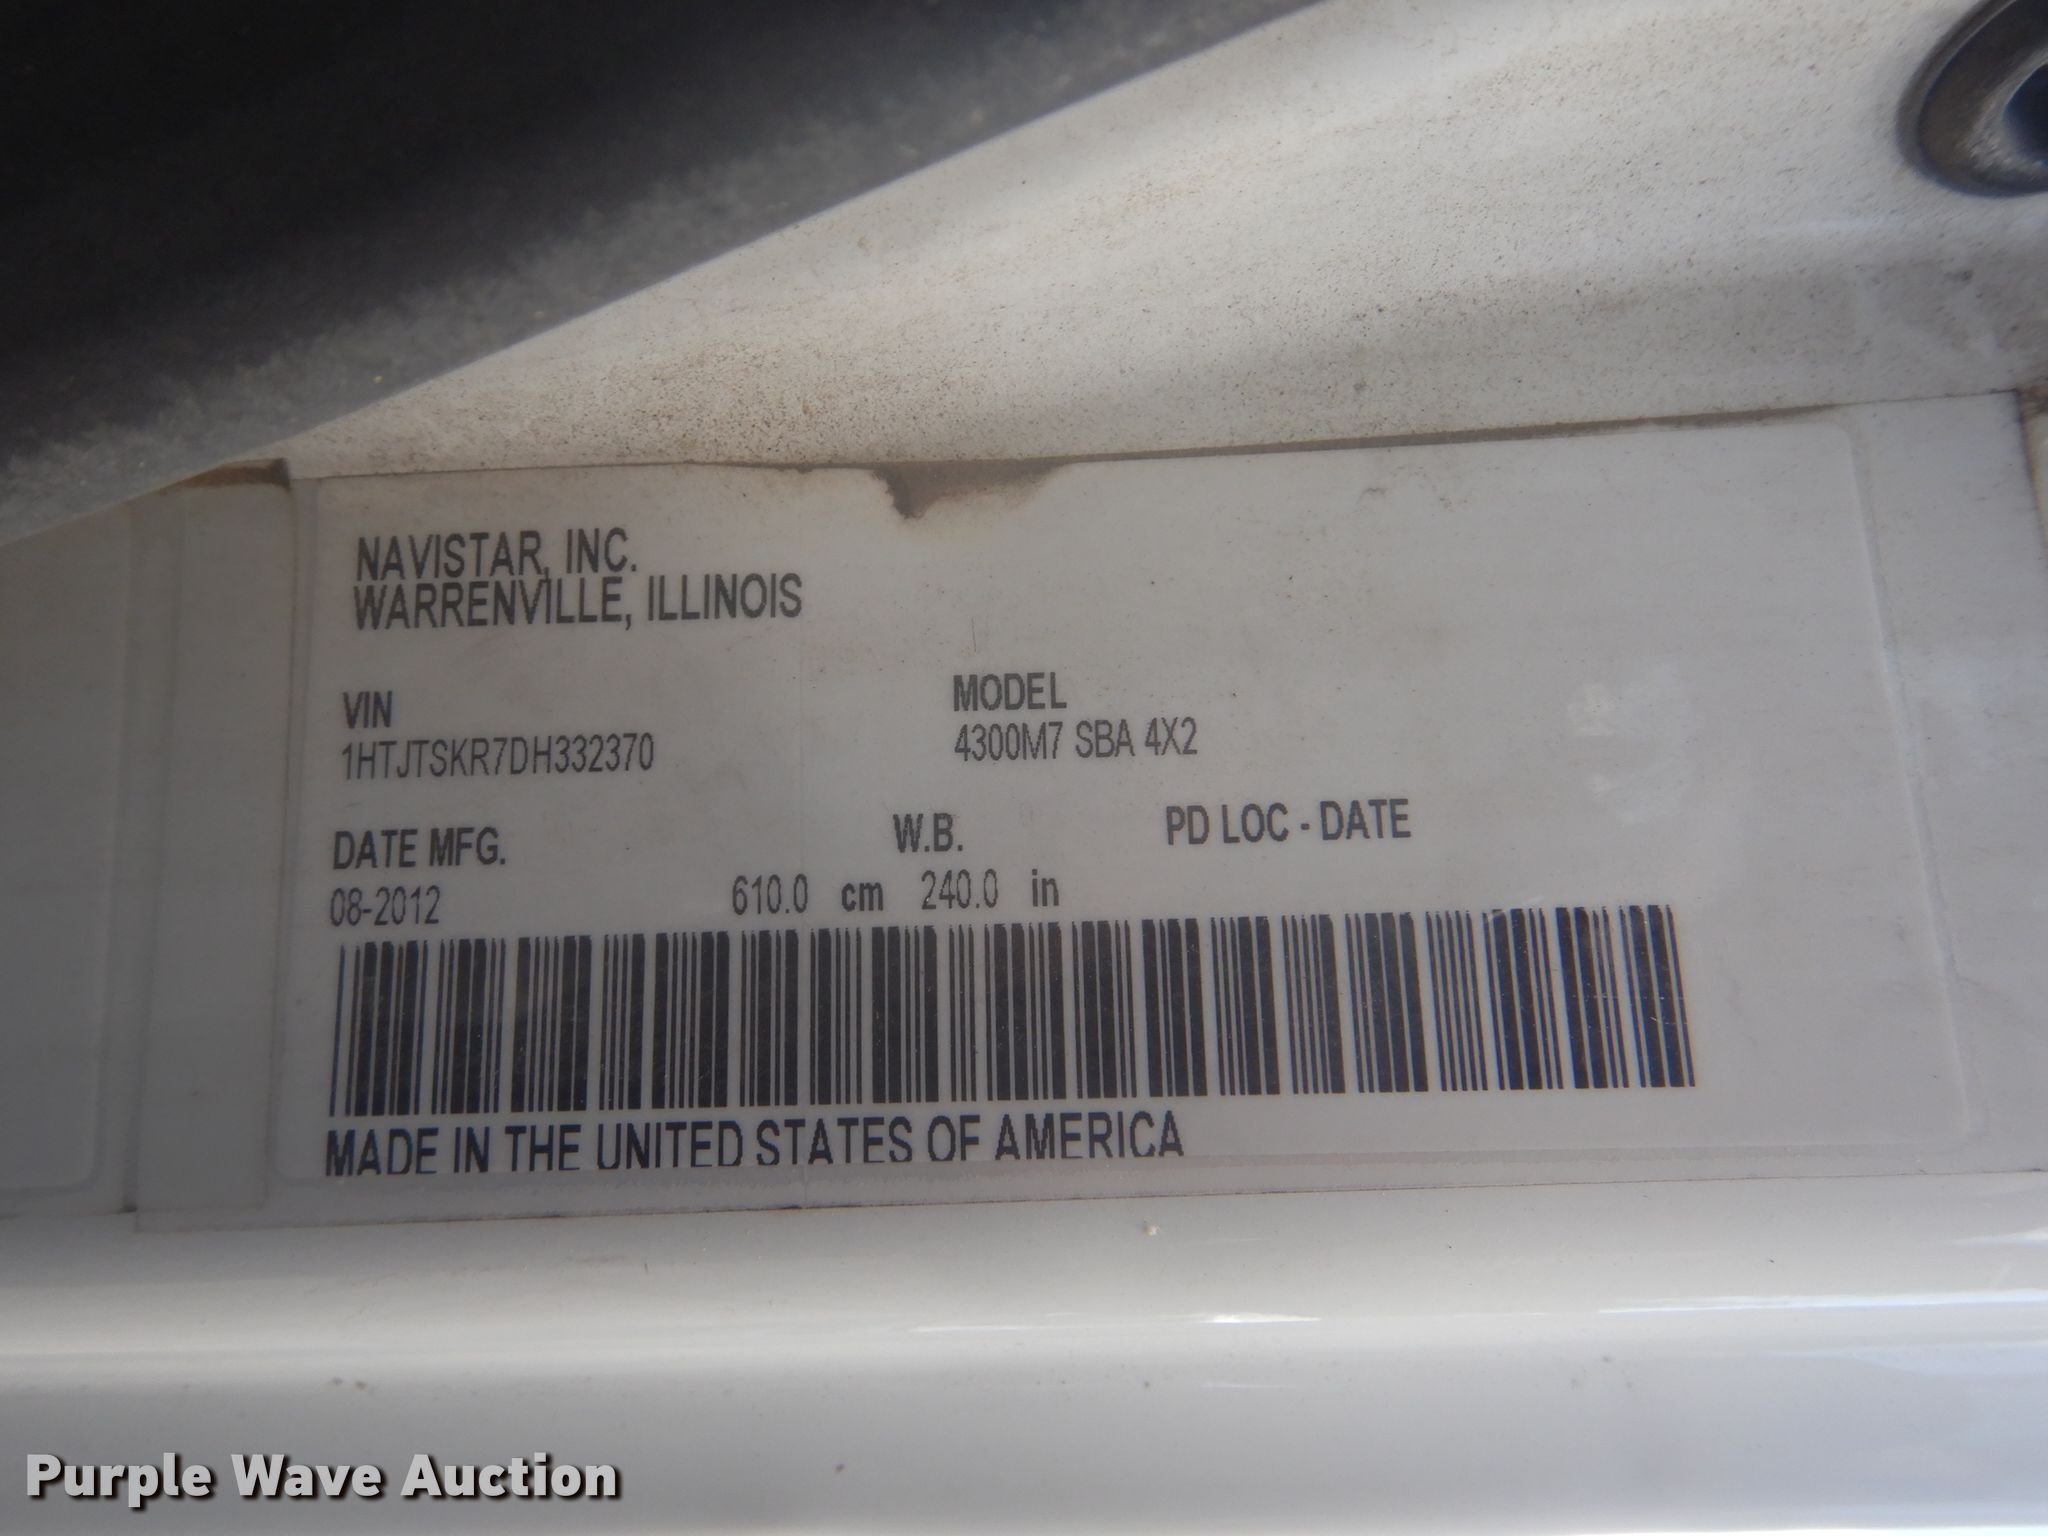 NAVISTAR, INC.
WARRENVILLE, ILLINOIS
VIN MODEL
1HTJTSKR7DH332370 4300M7 SBA 4X2
DATE MFG. W.B. PD LOC - DATE
08-2012 610.0 cm 240.0 in
MADE IN THE UNITED STATES OF AMERICA
Purple Wave Auction